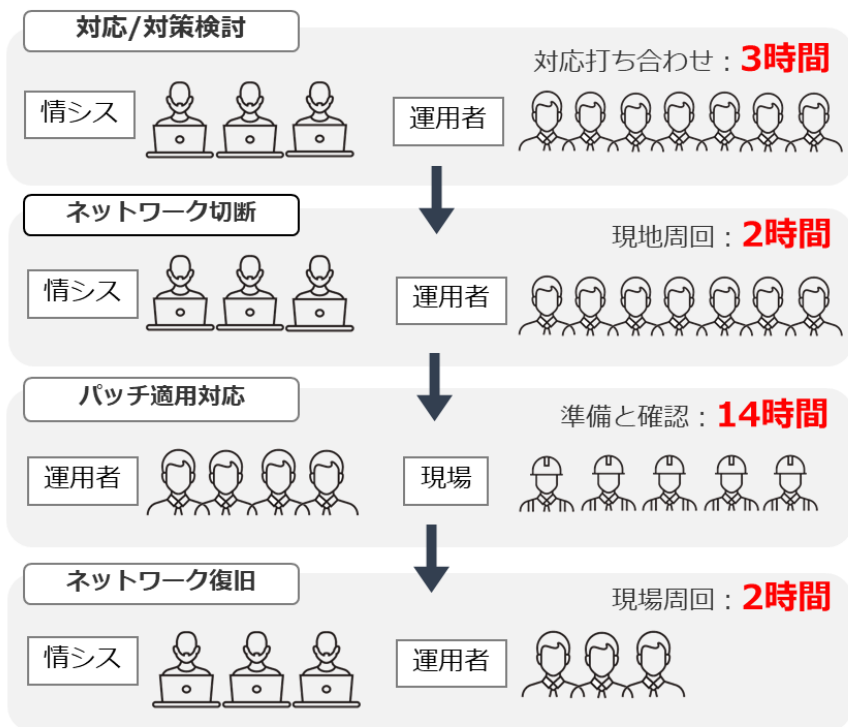 対応/対策検討
対応打ち合わせ：3時間
情シス
運用者
ネットワーク切断
現地周回：2時間
情シス
運用者
パッチ適用対応
準備と確認：14時間
運用者
現場
ネットワーク復旧
現場周回：2時間
情シス
運用者